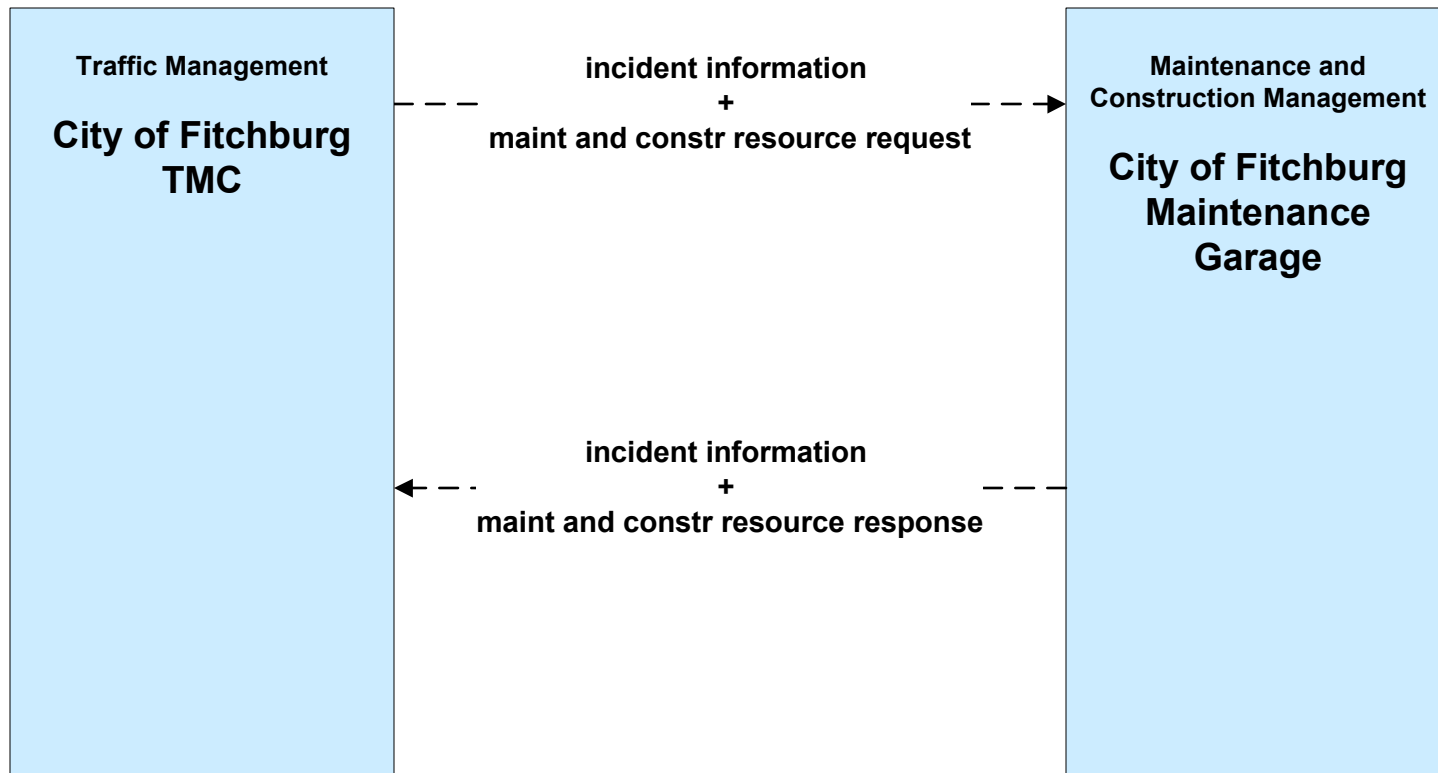 Traffic Management
City of Fitchburg
TMC
incident information
+
maint and constr resource request
Maintenance and
Construction Management
City of Fitchburg
Maintenance
Garage
incident information
+
maint and constr resource response